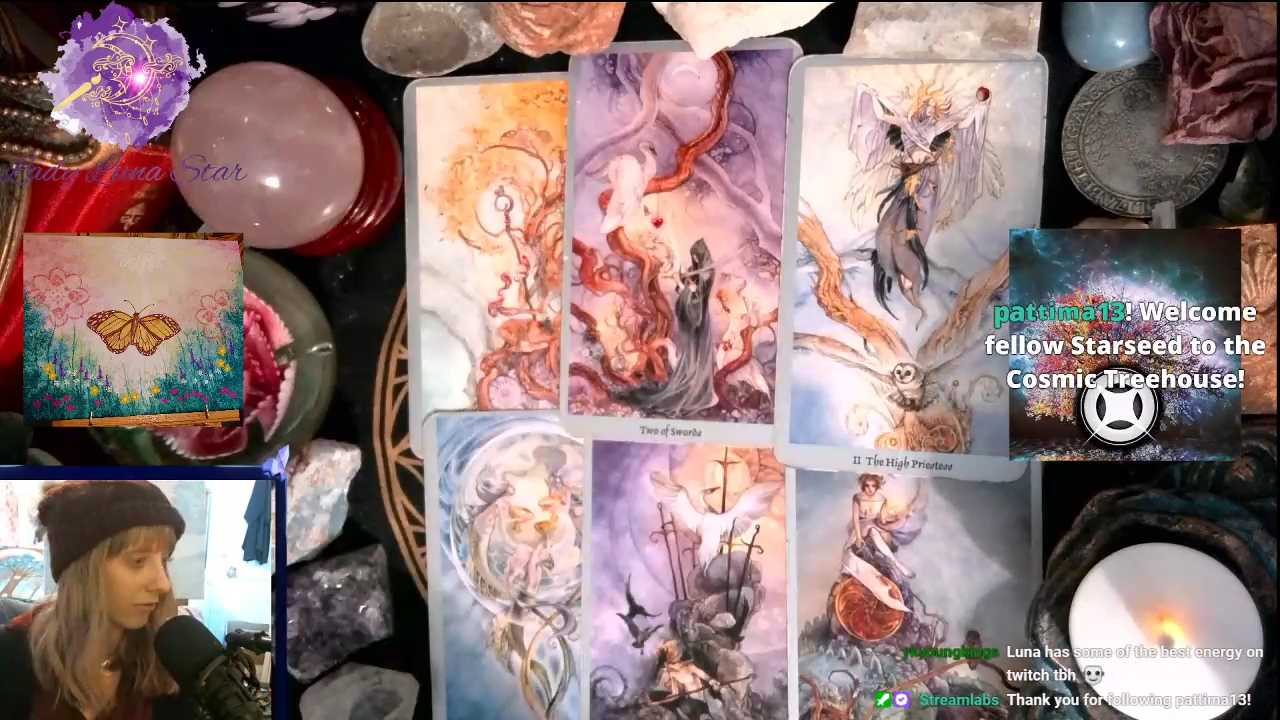 Lady Luna Star
pattima13! Welcome
fellow Starseed to the
Cosmic Treehouse!
Two of Swords
II The High Priestess
Luna has some of the best energy on
twitch tbh
Streamlabs Thank you for following pattima13!